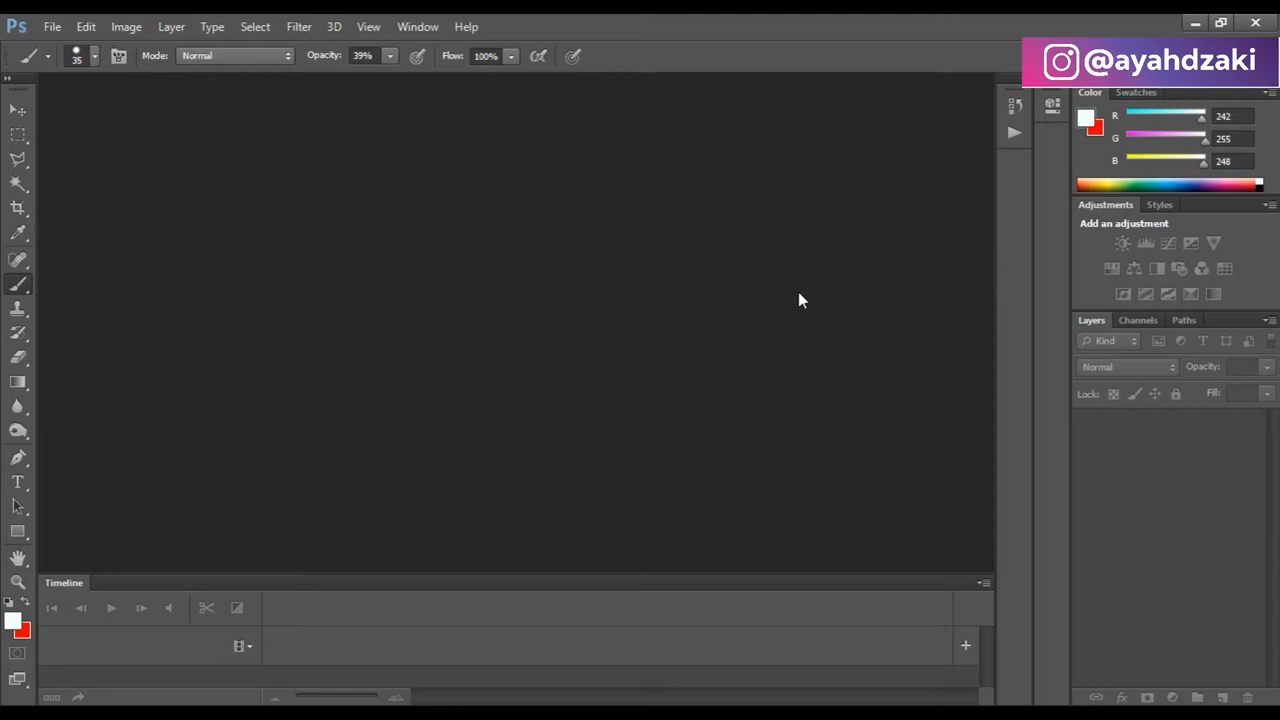 Ps File Edit Image Layer Type Select Filter 3D View Window Help
35 Mode: Normal Opacity: 39% Flow: 100%
@ayahdzaki
Color Swatches
R 242
G 255
B 248
Adjustments Styles
Add an adjustment
Layers Channels Paths
Kind
Normal Opacity:
Lock: Fill:
T
Timeline